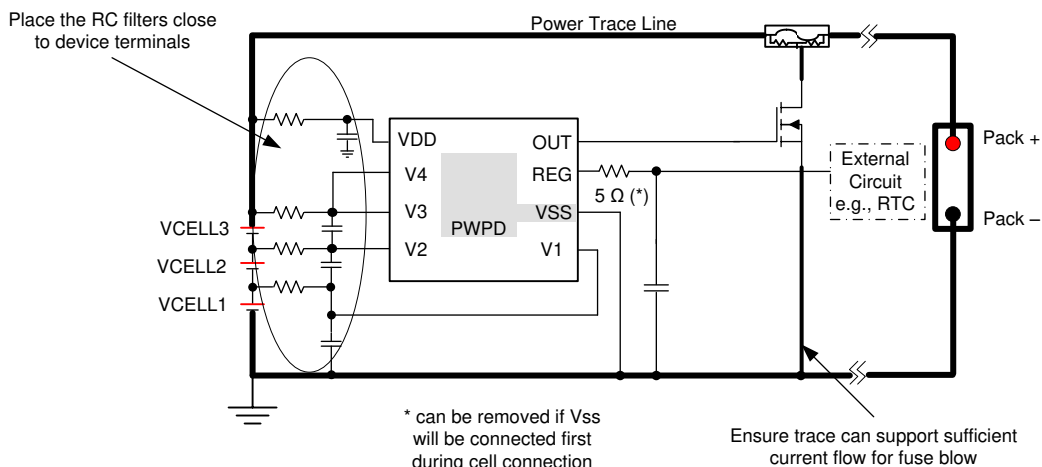 Place the RC filters close
to device terminals
Power Trace Line
VDD
OUT
V4
REG
5 Ω (*)
V3
VSS
PWPD
V2
V1
External
Circuit
e.g., RTC
Pack +
Pack –
VCELL3
VCELL2
VCELL1
* can be removed if Vss
will be connected first
during cell connection
Ensure trace can support sufficient
current flow for fuse blow